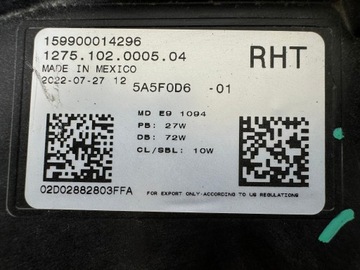 159900014296
1275.102.0005.04
RHT
MADE IN MEXICO
2022-07-27 12
5A5F0D6 -01
MD E9 1094
PB: 27W
DB: 72W
CL/SBL: 10W
02D02882803FFA
FOR EXPORT ONLY-ACCORDING TO US REGULATIONS